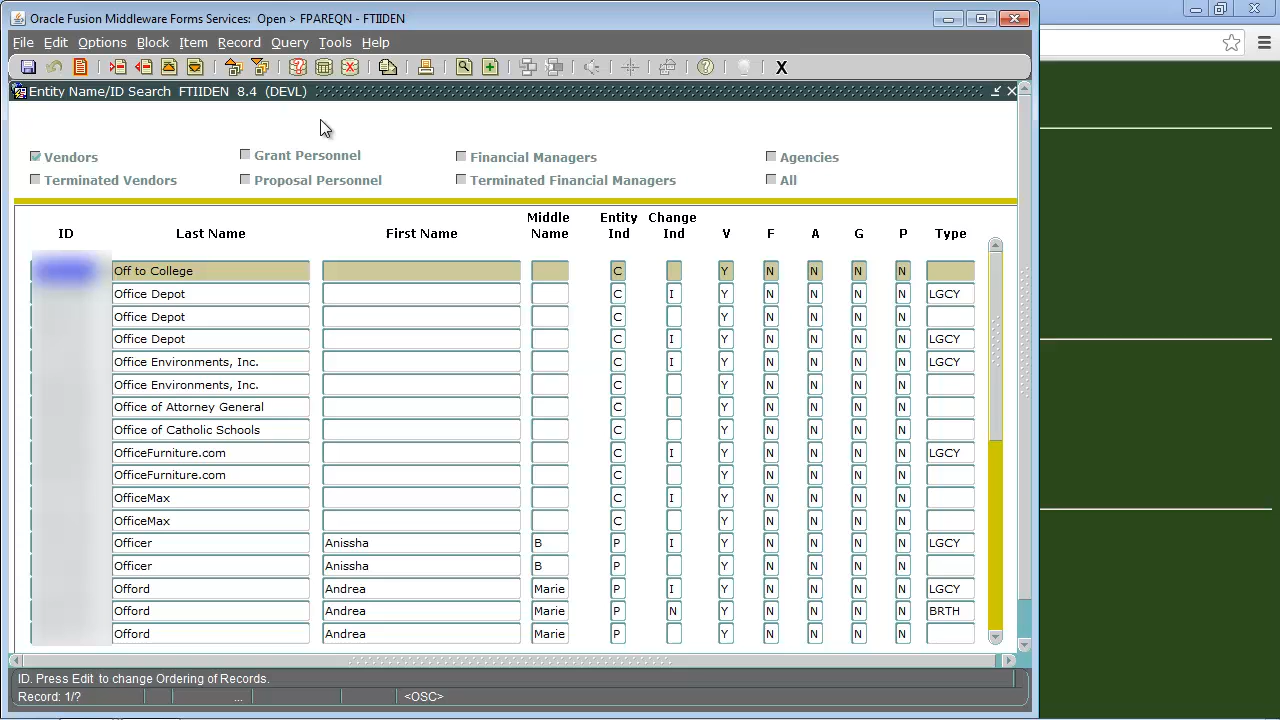 Oracle Fusion Middleware Forms Services:  Open > FPAREQN - FTIIDEN
File Edit Options Block Item Record Query Tools Help
X
Entity Name/ID Search  FTIIDEN  8.4  (DEVL)
Vendors Grant Personnel Financial Managers Agencies
Terminated Vendors Proposal Personnel Terminated Financial Managers All
Middle Entity Change
ID Last Name First Name Name Ind Ind V F A G P Type
Off to College C Y N N N N
Office Depot C I Y N N N N LGCY
Office Depot C Y N N N N
Office Depot C I Y N N N N LGCY
Office Environments, Inc. C I Y N N N N LGCY
Office Environments, Inc. C Y N N N N
Office of Attorney General C Y N N N N
Office of Catholic Schools C Y N N N N
OfficeFurniture.com C I Y N N N N LGCY
OfficeFurniture.com C Y N N N N
OfficeMax C I Y N N N N
OfficeMax C Y N N N N
Officer Anissha B P I Y N N N N LGCY
Officer Anissha B P Y N N N N
Offord Andrea Marie P I Y N N N N LGCY
Offord Andrea Marie P N Y N N N N BRTH
Offord Andrea Marie P Y N N N N
ID. Press Edit to change Ordering of Records.
Record: 1/? ... <OSC>